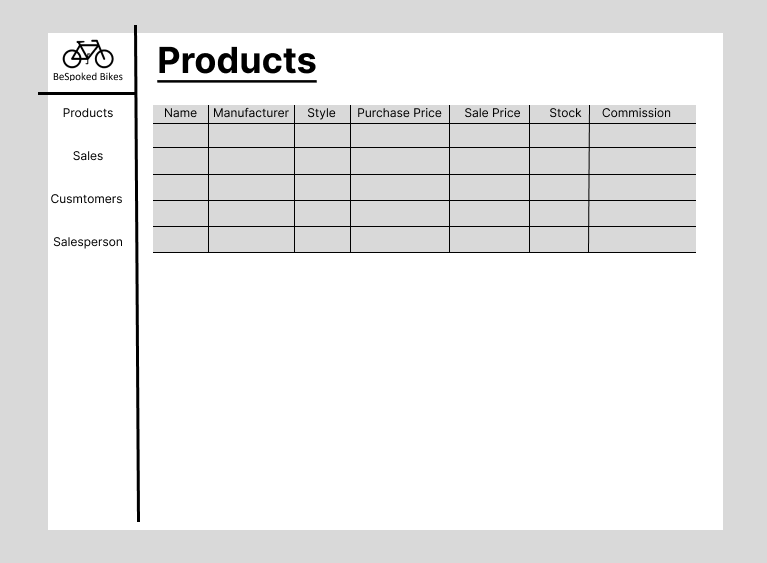 BeSpoked Bikes
Products
Sales
Cusmtomers
Salesperson
Products
Name Manufacturer Style Purchase Price Sale Price Stock Commission